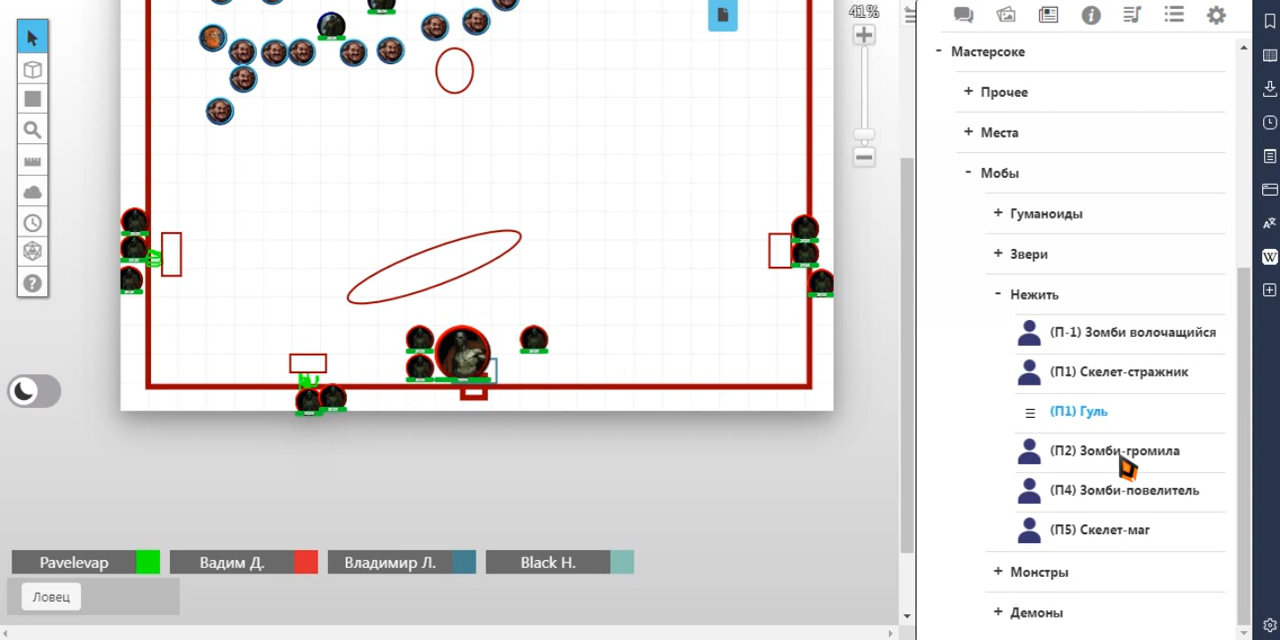 41%
Мастерсоке
+ Прочее
+ Места
- Мобы
+ Гуманоиды
+ Звери
- Нежить
(П-1) Зомби волочащийся
(П1) Скелет-стражник
(П1) Гуль
(П2) Зомби-громила
(П4) Зомби-повелитель
(П5) Скелет-маг
+ Монстры
+ Демоны
Pavelevap
Вадим Д.
Владимир Л.
Black H.
Ловец